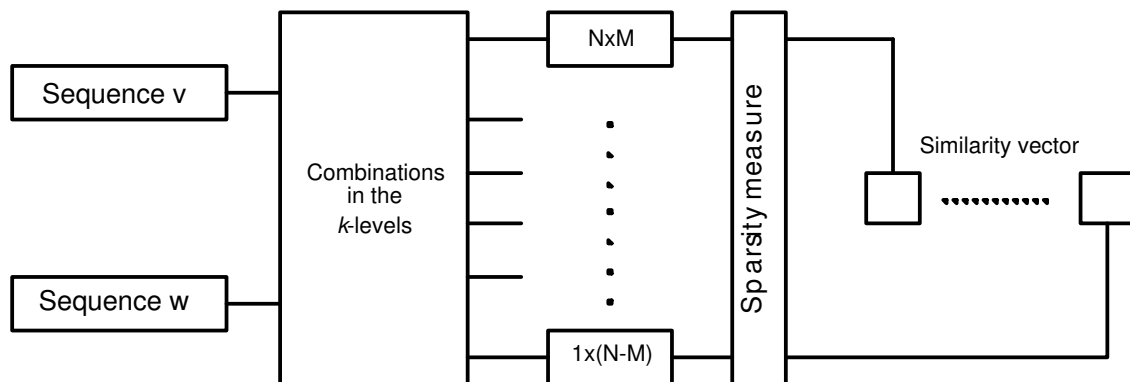 NxM
Sequence v
Combinations
in the
k-levels
Sparsity measure
Similarity vector
Sequence w
1x(N-M)